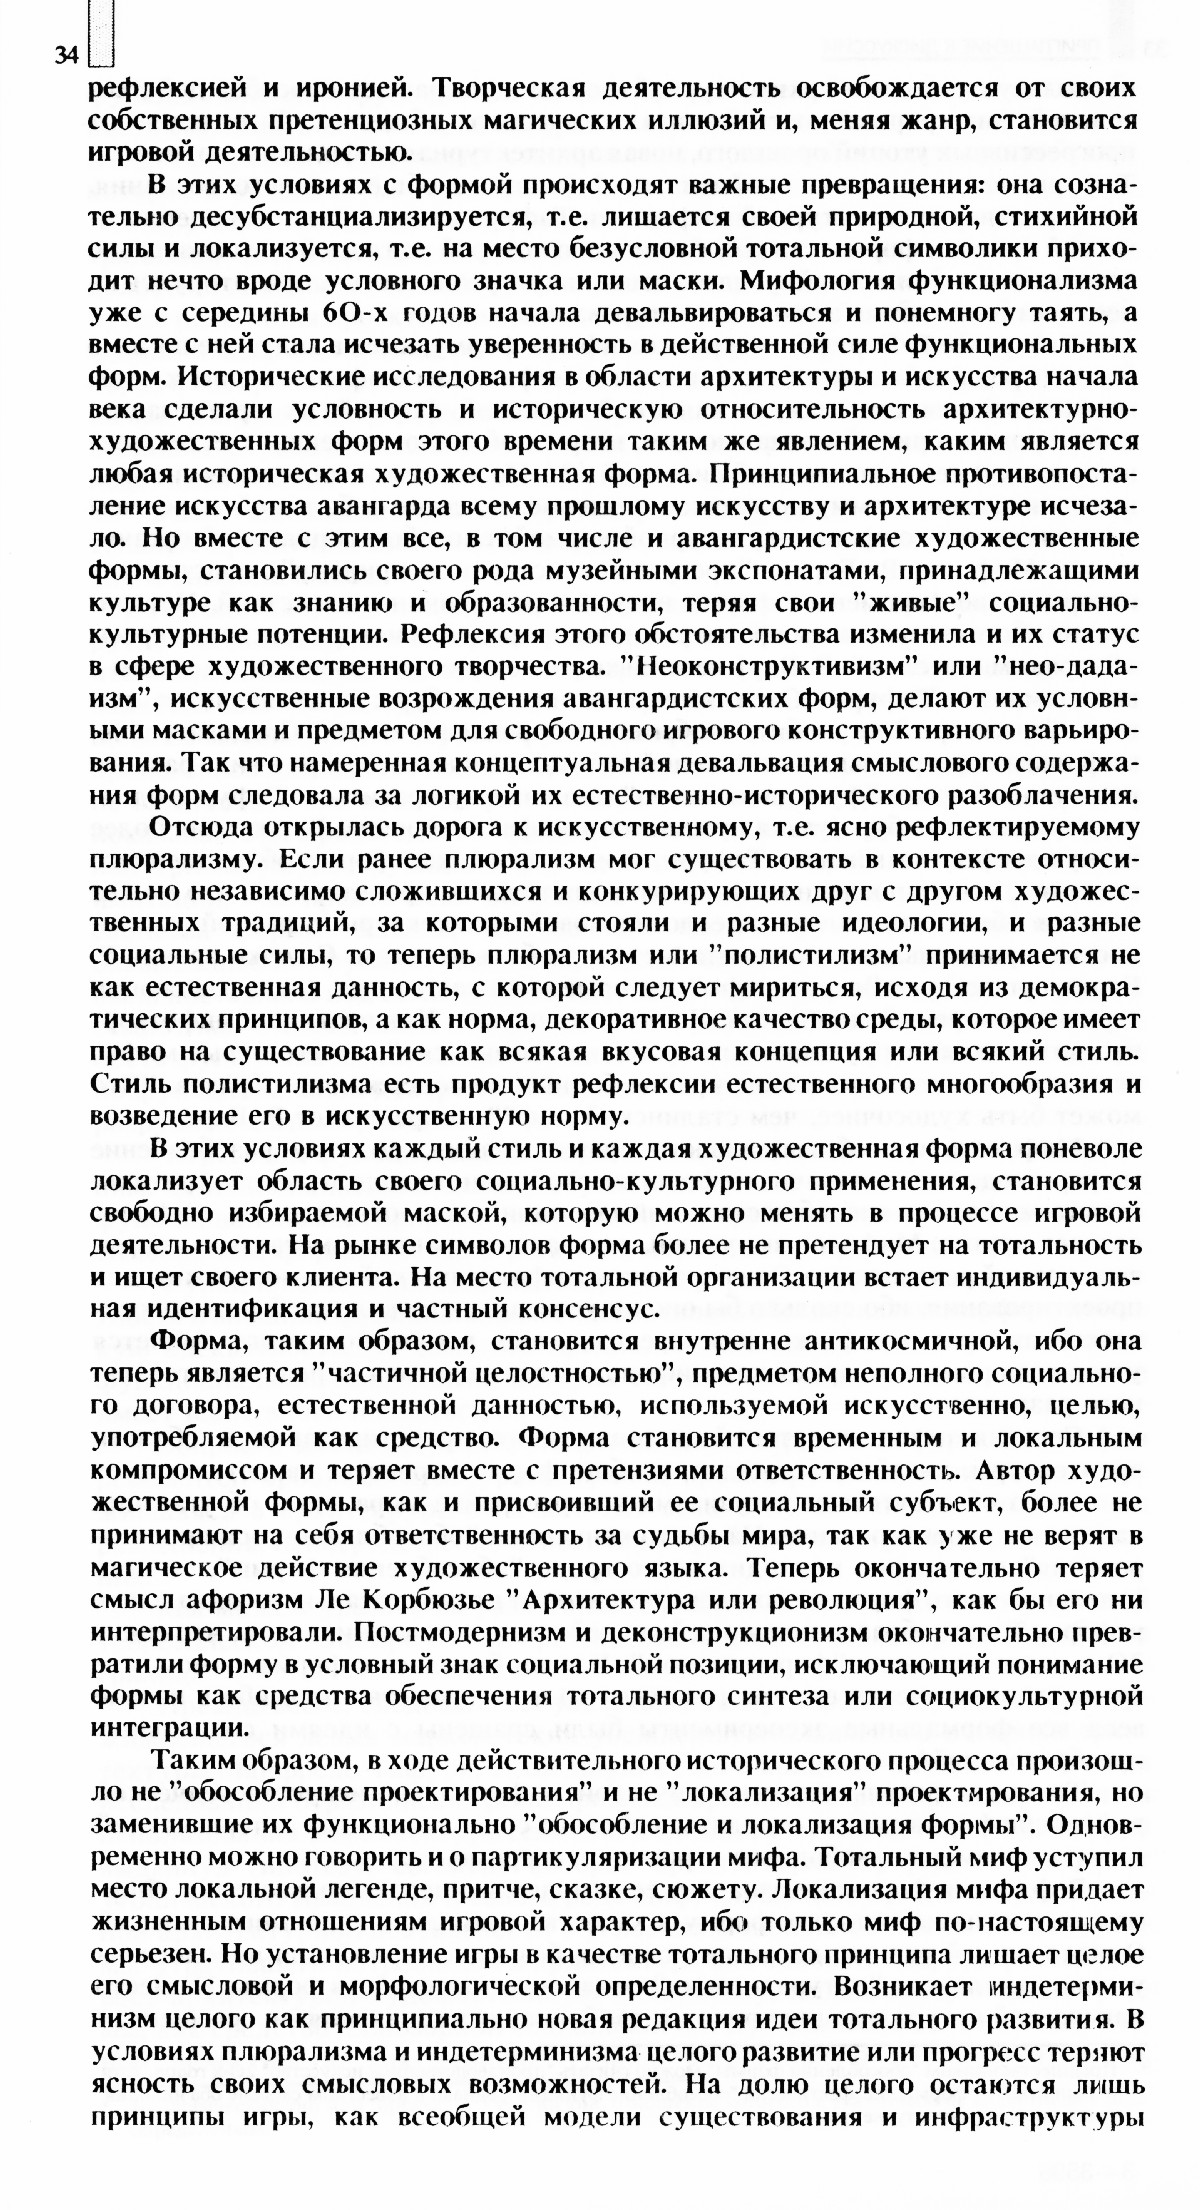 34
рефлексией и иронией. Творческая деятельность освобождается от своих
собственных претенциозных магических иллюзий и, меняя жанр, становится
игровой деятельностью.
В этих условиях с формой происходят важные превращения: она созна-
тельно десубстанциализируется, т.е. лишается своей природной, стихийной
силы и локализуется, т.е. на место безусловной тотальной символики прихо-
дит нечто вроде условного значка или маски. Мифология функционализма
уже с середины 6О-х годов начала девальвироваться и понемногу таять, а
вместе с ней стала исчезать уверенность в действенной силе функциональных
форм. Исторические исследования в области архитектуры и искусства начала
века сделали условность и историческую относительность архитектурно-
художественных форм этого времени таким же явлением, каким является
любая историческая художественная форма. Принципиальное противопоста-
ление искусства авангарда всему прошлому искусству и архитектуре исчеза-
ло. Но вместе с этим все, в том числе и авангардистские художественные
формы, становились своего рода музейными экспонатами, принадлежащими
культуре как знанию и образованности, теряя свои "живые" социально-
культурные потенции. Рефлексия этого обстоятельства изменила и их статус
в сфере художественного творчества. "Неоконструктивизм" или "нео-дада-
изм", искусственные возрождения авангардистских форм, делают их условн-
ыми масками и предметом для свободного игрового конструктивного варьиро-
вания. Так что намеренная концептуальная девальвация смыслового содержа-
ния форм следовала за логикой их естественно-исторического разоблачения.
Отсюда открылась дорога к искусственному, т.е. ясно рефлектируемому
плюрализму. Если ранее плюрализм мог существовать в контексте относи-
тельно независимо сложившихся и конкурирующих друг с другом художес-
твенных традиций, за которыми стояли и разные идеологии, и разные
социальные силы, то теперь плюрализм или "полистилизм" принимается не
как естественная данность, с которой следует мириться, исходя из демокра-
тических принципов, а как норма, декоративное качество среды, которое имеет
право на существование как всякая вкусовая концепция или всякий стиль.
Стиль полистилизма есть продукт рефлексии естественного многообразия и
возведение его в искусственную норму.
В этих условиях каждый стиль и каждая художественная форма поневоле
локализует область своего социально-культурного применения, становится
свободно избираемой маской, которую можно менять в процессе игровой
деятельности. На рынке символов форма более не претендует на тотальность
и ищет своего клиента. На место тотальной организации встает индивидуаль-
ная идентификация и частный консенсус.
Форма, таким образом, становится внутренне антикосмичной, ибо она
теперь является "частичной целостностью", предметом неполного социально-
го договора, естественной данностью, используемой искусственно, целью,
употребляемой как средство. Форма становится временным и локальным
компромиссом и теряет вместе с претензиями ответственность. Автор худо-
жественной формы, как и присвоивший ее социальный субъект, более не
принимают на себя ответственность за судьбы мира, так как уже не верят в
магическое действие художественного языка. Теперь окончательно теряет
смысл афоризм Ле Корбюзье "Архитектура или революция", как бы его ни
интерпретировали. Постмодернизм и деконструкционизм окончательно прев-
ратили форму в условный знак социальной позиции, исключающий понимание
формы как средства обеспечения тотального синтеза или социокультурной
интеграции.
Таким образом, в ходе действительного исторического процесса произош-
ло не "обособление проектирования" и не "локализация" проектирования, но
заменившие их функционально "обособление и локализация формы". Однов-
ременно можно говорить и о партикуляризации мифа. Тотальный миф уступил
место локальной легенде, притче, сказке, сюжету. Локализация мифа придает
жизненным отношениям игровой характер, ибо только миф по-настоящему
серьезен. Но установление игры в качестве тотального принципа лишает целое
его смысловой и морфологической определенности. Возникает индетерми-
низм целого как принципиально новая редакция идеи тотального развития. В
условиях плюрализма и индетерминизма целого развитие или прогресс теряют
ясность своих смысловых возможностей. На долю целого остаются лишь
принципы игры, как всеобщей модели существования и инфраструктуры